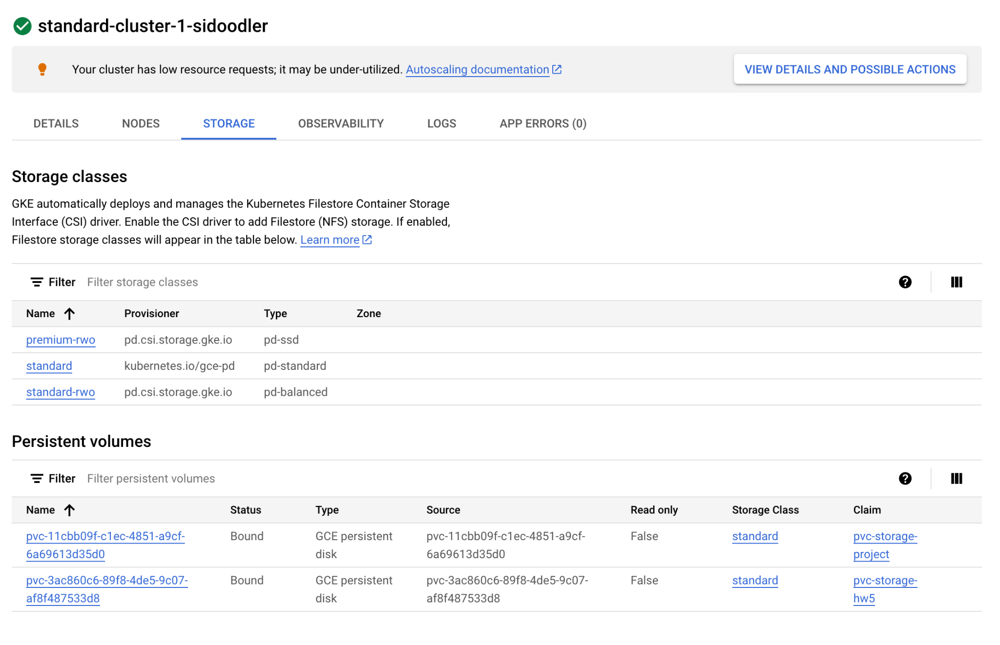 standard-cluster-1-sidoodler
Your cluster has low resource requests; it may be under-utilized. Autoscaling documentation
VIEW DETAILS AND POSSIBLE ACTIONS
DETAILS NODES STORAGE OBSERVABILITY LOGS APP ERRORS (0)
Storage classes
GKE automatically deploys and manages the Kubernetes Filestore Container Storage
Interface (CSI) driver. Enable the CSI driver to add Filestore (NFS) storage. If enabled,
Filestore storage classes will appear in the table below. Learn more
Filter Filter storage classes
Name Provisioner Type Zone
premium-rwo pd.csi.storage.gke.io pd-ssd
standard kubernetes.io/gce-pd pd-standard
standard-rwo pd.csi.storage.gke.io pd-balanced
Persistent volumes
Filter Filter persistent volumes
Name Status Type Source Read only Storage Class Claim
pvc-11cbb09f-c1ec-4851-a9cf- Bound GCE persistent pvc-11cbb09f-c1ec-4851-a9cf- False standard pvc-storage-
6a69613d35d0 disk 6a69613d35d0 project
pvc-3ac860c6-89f8-4de5-9c07- Bound GCE persistent pvc-3ac860c6-89f8-4de5-9c07- False standard pvc-storage-
af8f487533d8 disk af8f487533d8 hw5